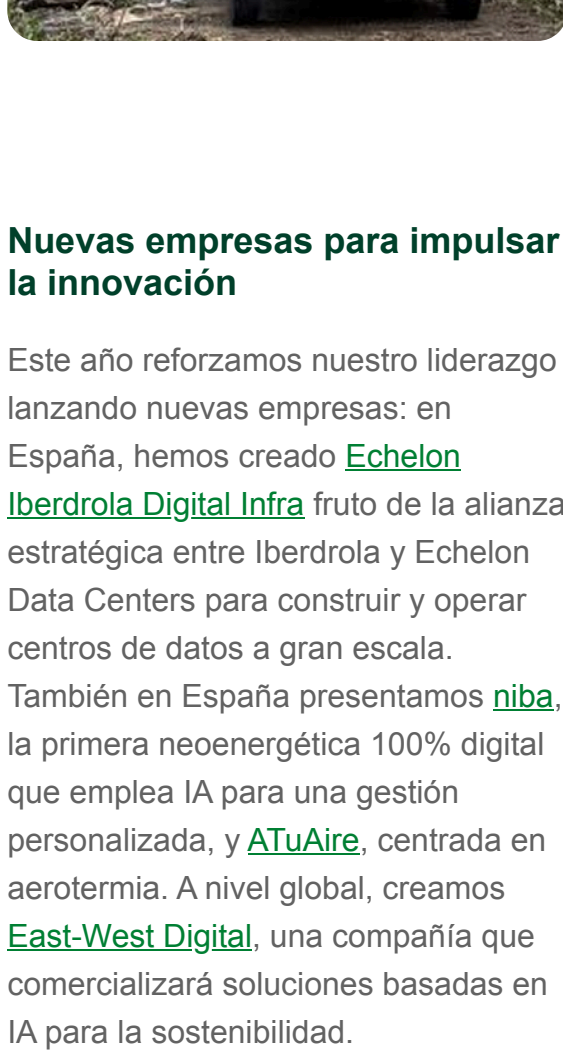 Nuevas empresas para impulsar
la innovación
Este año reforzamos nuestro liderazgo
lanzando nuevas empresas: en
España, hemos creado Echelon
Iberdrola Digital Infra fruto de la alianza
estratégica entre Iberdrola y Echelon
Data Centers para construir y operar
centros de datos a gran escala.
También en España presentamos niba,
la primera neoenergética 100% digital
que emplea IA para una gestión
personalizada, y ATuAire, centrada en
aerotermia. A nivel global, creamos
East-West Digital, una compañía que
comercializará soluciones basadas en
IA para la sostenibilidad.